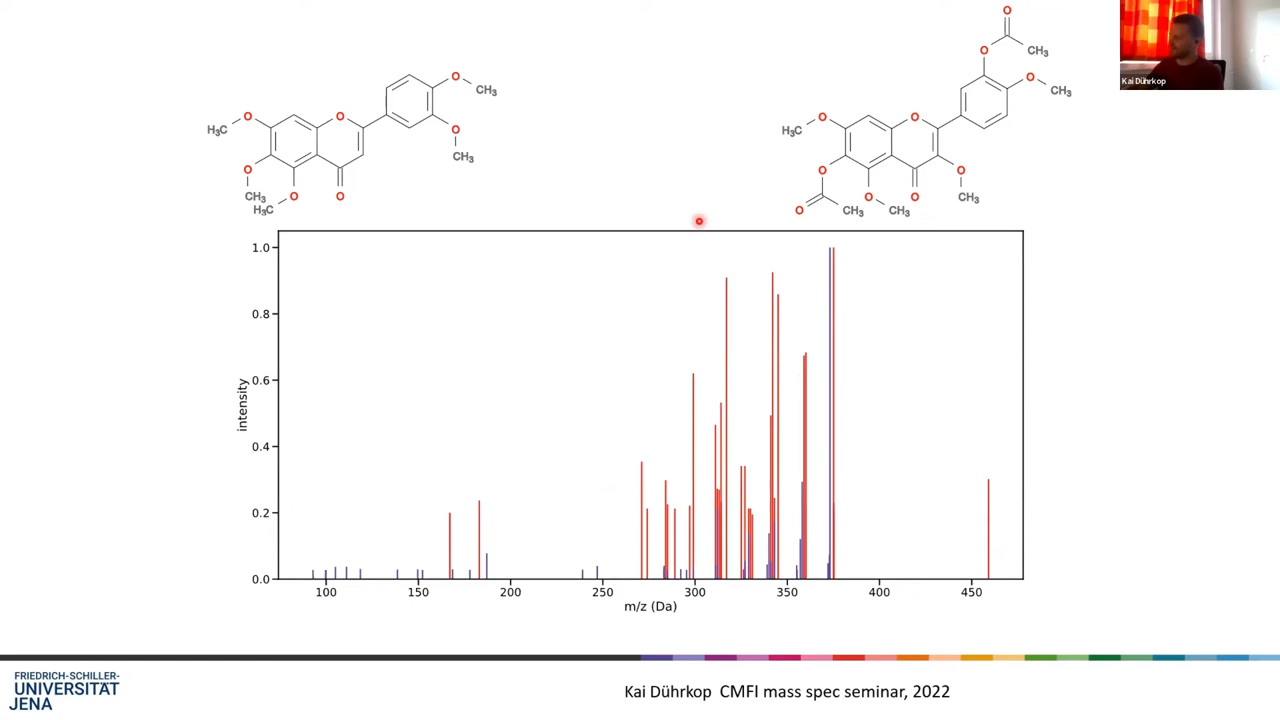 O
CH₃
O
O
CH₃
O
CH₃
O
H₃C
O
O
CH₃
O
CH₃
H₃C
O
O
O
CH₃
O
CH₃
O
H₃C
O
O
CH₃
O
CH₃
O
O
CH₃
Kai Dührkop
1.0
0.8
0.6
0.4
0.2
0.0
intensity
100 150 200 250 300 350 400 450
m/z (Da)
FRIEDRICH-SCHILLER-
UNIVERSITÄT
JENA
Kai Dührkop CMFI mass spec seminar, 2022